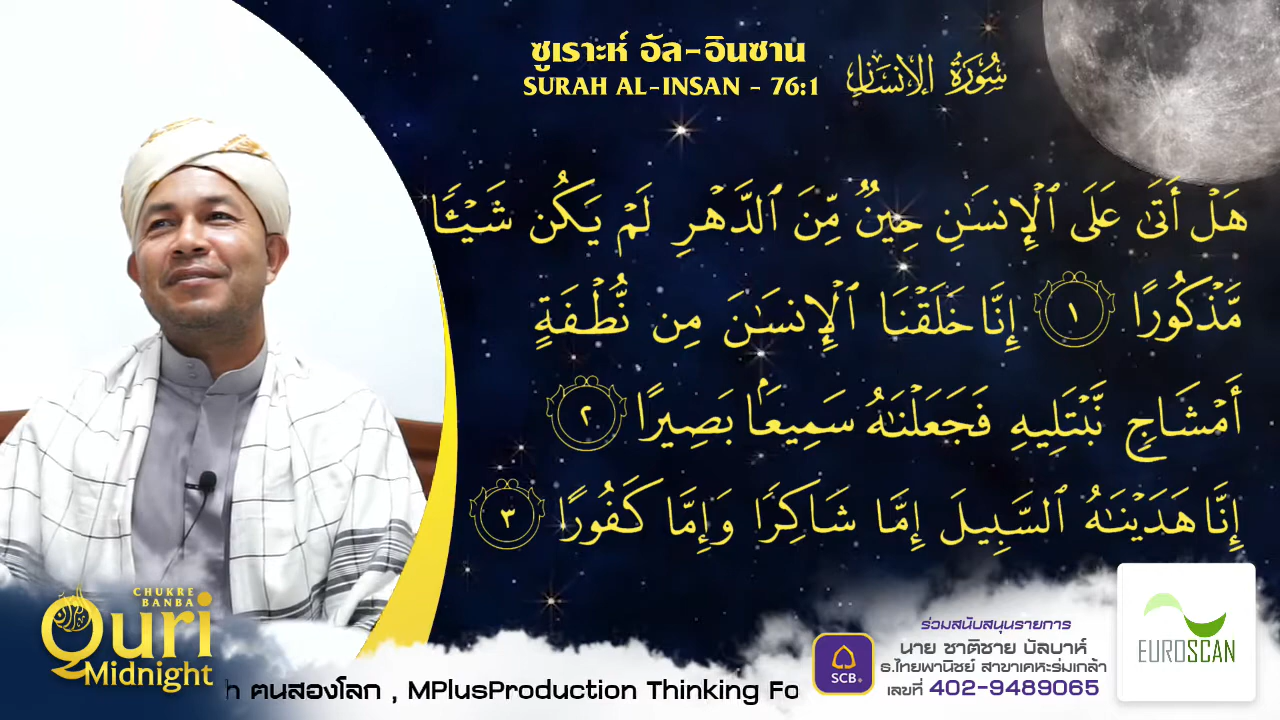 ซูเราะห์ อัล-อินซาน
SURAH AL-INSAN - 76:1
سُورَةُ الإِنسَانِ
هَلۡ أَتَىٰ عَلَى ٱلۡإِنسَٰنِ حِينٞ مِّنَ ٱلدَّهۡرِ لَمۡ يَكُن شَيۡـٔٗا
مَّذۡكُورًا ١ إِنَّا خَلَقۡنَا ٱلۡإِنسَٰنَ مِن نُّطۡفَةٍ
أَمۡشَاجٖ نَّبۡتَلِيهِ فَجَعَلۡنَٰهُ سَمِيعَۢا بَصِيرًا ٢
إِنَّا هَدَيۡنَٰهُ ٱلسَّبِيلَ إِمَّا شَاكِرٗا وَإِمَّا كَفُورًا ٣
CHUKRE
BANBA
Quri
Midnight
ฅนสองโลก , MPlusProduction Thinking Fo
SCB
ร่วมสนับสนุนรายการ
นาย ชาติชาย บัลบาห์
ธ.ไทยพานิชย์ สาขาเคหะร่มเกล้า
เลขที่ 402-9489065
EUROSCAN